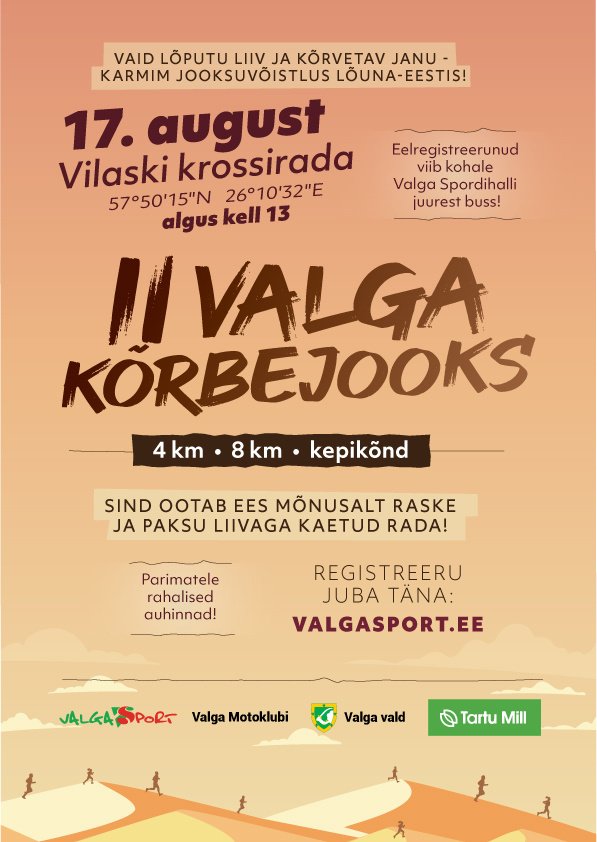 VAID LÕPUTU LIIV JA KÕRVETAV JANU -
KARMIM JOOKSUVÕISTLUS LÕUNA-EESTIS!
17. august
Vilaski krossirada
57°50'15"N 26°10'32"E
algus kell 13
Eelregistreerunud
viib kohale
Valga Spordihalli
juurest buss!
II VALGA
KÕRBEJOOKS
4 km • 8 km • kepikõnd
SIND OOTAB EES MÕNUSALT RASKE
JA PAKSU LIIVAGA KAETUD RADA!
Parimatele
rahalised
auhinnad!
REGISTREERU
JUBA TÄNA:
VALGASPORT.EE
VALGA SPORT
Valga Motoklubi
Valga vald
Tartu Mill